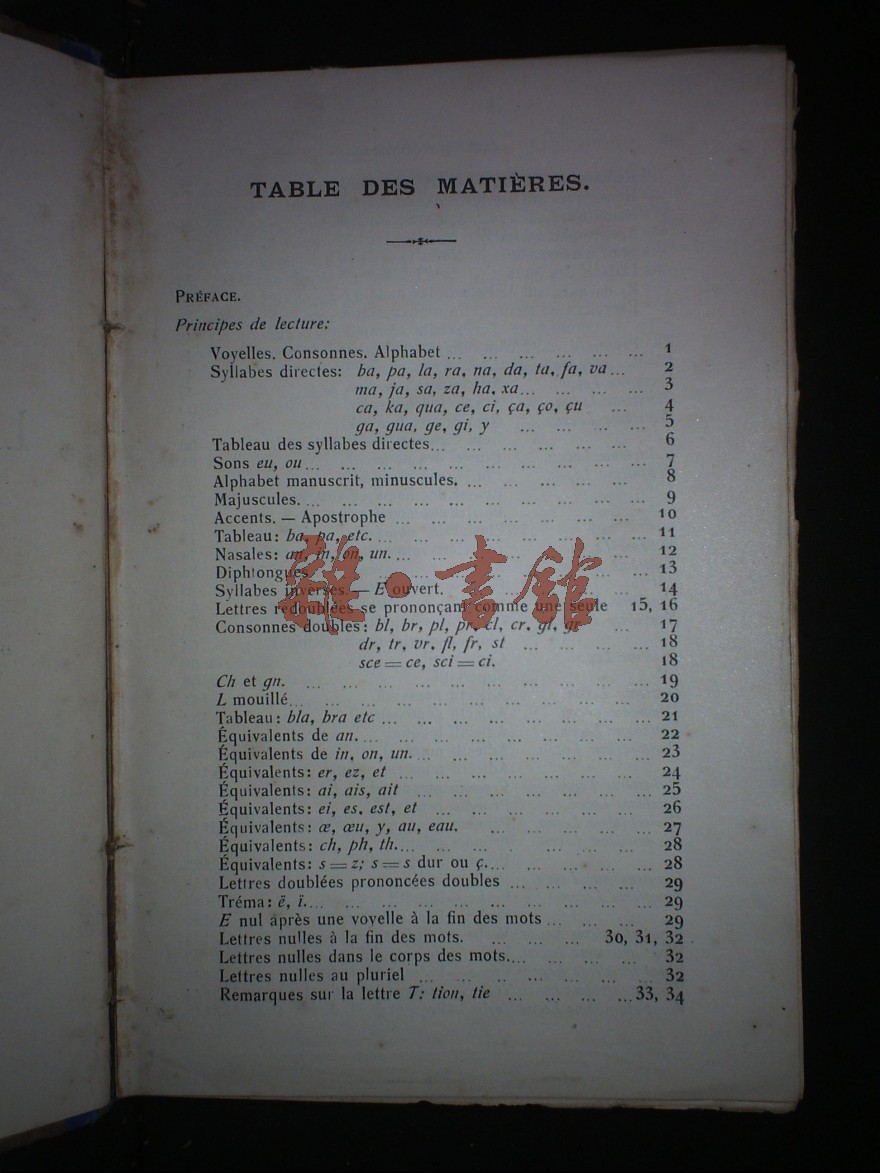 TABLE DES MATIÈRES.
PRÉFACE.
Principes de lecture:
Voyelles. Consonnes. Alphabet ... ... ... ... ... ... 1
Syllabes directes: ba, pa, la, ra, na, da, ta, fa, va ... 2
ma, ja, sa, za, ha, xa... ... ... ... 3
ca, ka, qua, ce, ci, ça, ço, çu ... 4
ga, gua, ge, gi, y ... ... ... ... 5
Tableau des syllabes directes... ... ... ... ... ... 6
Sons eu, ou... ... ... ... ... ... ... ... ... ... 7
Alphabet manuscrit, minuscules. ... ... ... ... ... 8
Majuscules. ... ... ... ... ... ... ... ... ... ... 9
Accents. — Apostrophe ... ... ... ... ... ... ... 10
Tableau: ba, pa, etc. ... ... ... ... ... ... ... 11
Nasales: an, in, on, un. ... ... ... ... ... ... ... 12
Diphtongues ... ... ... ... ... ... ... ... 13
Syllabes inverses. — E ouvert. ... ... ... ... ... 14
Lettres redoublées se prononçant comme une seule 15, 16
Consonnes doubles: bl, br, pl, pr, cl, cr, gl, gr ... 17
dr, tr, vr, fl, fr, st ... ... ... ... 18
sce = ce, sci = ci. 18
Ch et gn. ... ... ... ... ... ... ... ... ... ... 19
L mouillé... ... ... ... ... ... ... ... ... ... 20
Tableau: bla, bra etc ... ... ... ... ... ... ... 21
Équivalents de an. ... ... ... ... ... ... ... ... 22
Équivalents de in, on, un. ... ... ... ... ... ... 23
Équivalents: er, ez, et ... ... ... ... ... ... ... 24
Équivalents: ai, ais, ait ... ... ... ... ... ... 25
Équivalents: ei, es, est, et ... ... ... ... ... ... 26
Équivalents: œ, œu, y, au, eau. ... ... ... ... 27
Équivalents: ch, ph, th. ... ... ... ... ... ... ... 28
Équivalents: s = z; s = s dur ou ç. ... ... ... ... ... 28
Lettres doublées prononcées doubles ... ... ... ... 29
Tréma: ë, ï. ... ... ... ... ... ... ... ... ... 29
E nul après une voyelle à la fin des mots ... ... ... 29
Lettres nulles à la fin des mots. ... ... ... 30, 31, 32
Lettres nulles dans le corps des mots. ... ... ... ... 32
Lettres nulles au pluriel ... ... ... ... ... ... ... 32
Remarques sur la lettre T: tion, tie ... ... ... ... 33, 34
雜·書館